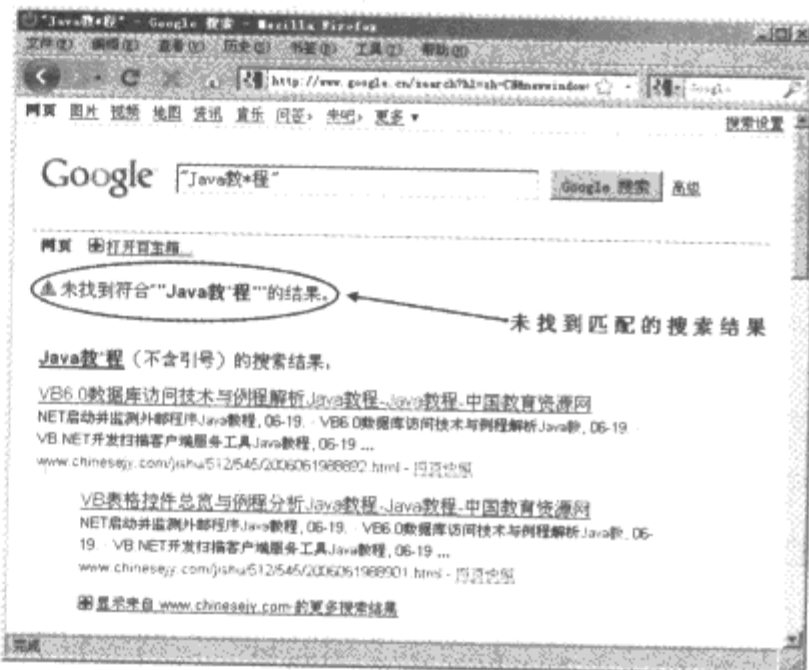 "Java教*程" - Google 搜索 - Mozilla Firefox
文件(F) 编辑(E) 查看(V) 历史(S) 书签(B) 工具(T) 帮助(H)
http://www.google.cn/search?hl=zh-CN&newwindow= Google
网页 图片 视频 地图 资讯 音乐 问答 来吧 更多 ▼ 搜索设置
Google "Java教*程" Google 搜索 高级
网页 打开百宝箱...
未找到符合""Java教*程""的结果。
未找到匹配的搜索结果
Java教*程 (不含引号) 的搜索结果:
VB6.0数据库访问技术与例程解析Java教程-Java教程-中国教育资源网
NET启动并监测外部程序Java教程, 06-19. · VB6.0数据库访问技术与例程解析Java教, 06-19. ·
VB.NET开发扫描客户端服务工具Java教程, 06-19 ...
www.chinesejy.com/jishu/512/545/2006061988892.html - 网页快照
VB表格控件总览与例程分析Java教程-Java教程-中国教育资源网
NET启动并监测外部程序Java教程, 06-19. · VB6.0数据库访问技术与例程解析Java教, 06-
19. · VB.NET开发扫描客户端服务工具Java教程, 06-19 ...
www.chinesejy.com/jishu/512/545/2006061988901.html - 网页快照
显示来自 www.chinesejy.com 的更多搜索结果
完成